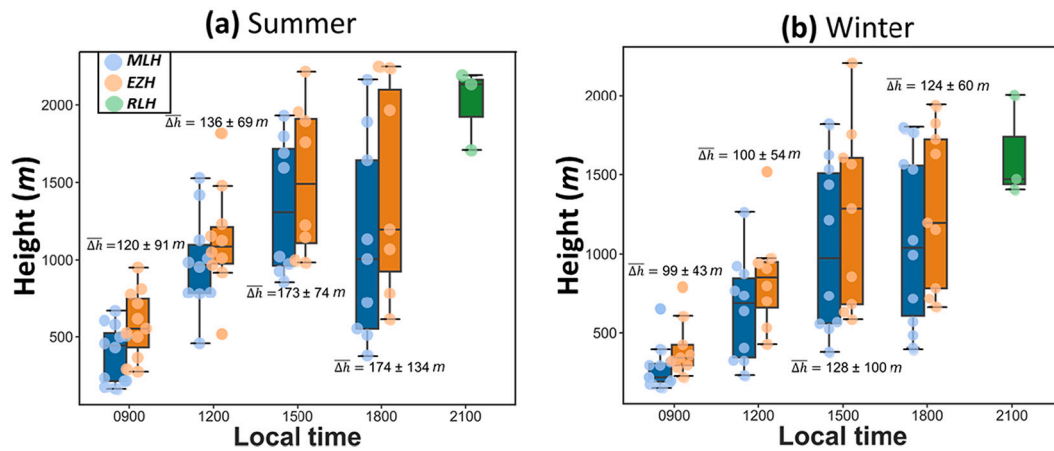 (a) Summer
MLH
EZH
RLH
Height (m)
2000
1500
1000
500
Δh = 136 ± 69 m
Δh =120 ± 91 m
Δh =173 ± 74 m
Δh = 174 ± 134 m
0900 1200 1500 1800 2100
Local time
(b) Winter
Height (m)
2000
1500
1000
500
Δh = 124 ± 60 m
Δh = 100 ± 54 m
Δh = 99 ± 43 m
Δh = 128 ± 100 m
0900 1200 1500 1800 2100
Local time